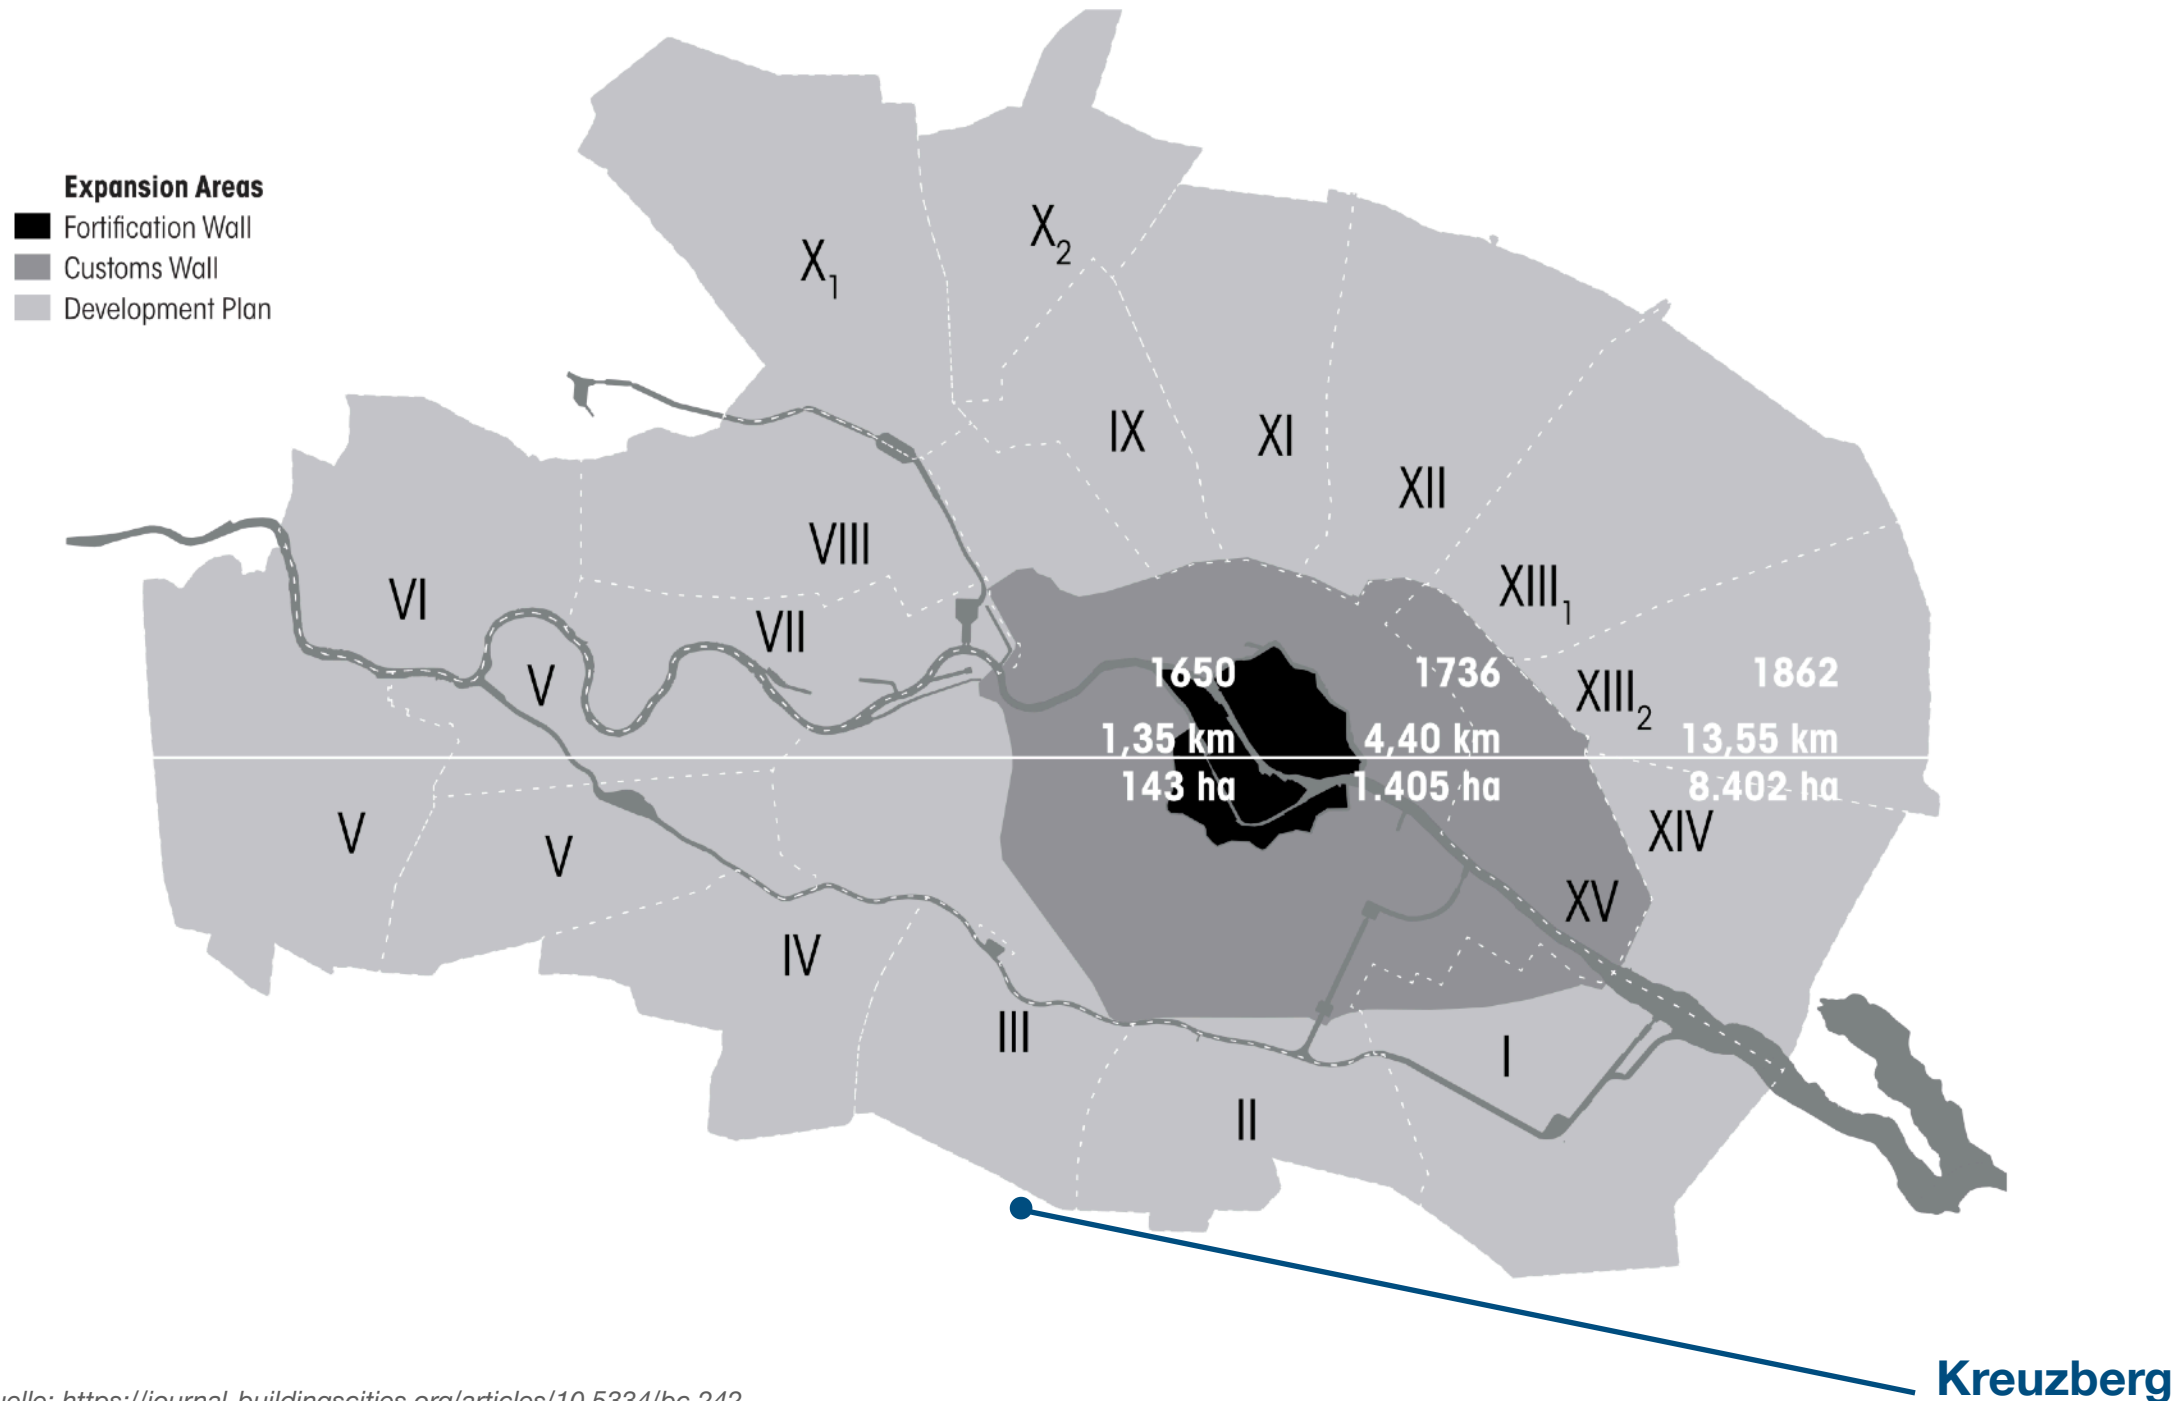 Expansion Areas
Fortification Wall
Customs Wall
Development Plan
X₁
X₂
IX
XI
XII
VIII
XIII₁
VI
VII
V
XIII₂
1650
1736
1862
1,35 km
4,40 km
13,55 km
143 ha
1.405 ha
8.402 ha
V
V
XIV
XV
IV
III
I
II
Kreuzberg